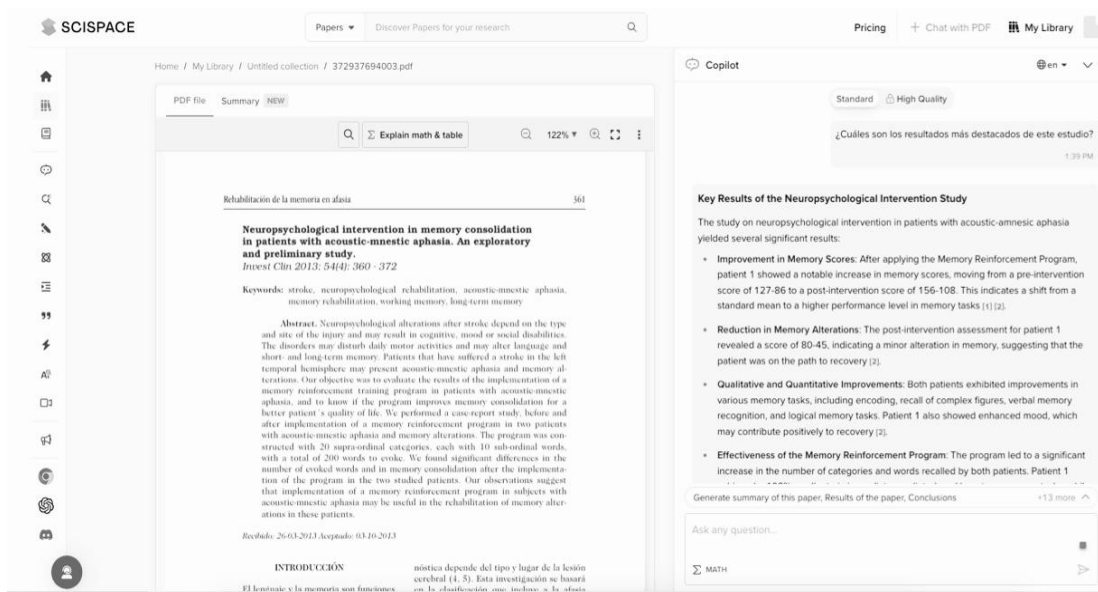 SCISPACE
Papers
Discover Papers for your research
Pricing
+ Chat with PDF
My Library
Home / My Library / Untitled collection / 372937694003.pdf
PDF file
Summary NEW
Σ Explain math & table
122%
Rehabilitación de la memoria en afasia 361
Neuropsychological intervention in memory consolidation
in patients with acoustic-mnestic aphasia. An exploratory
and preliminary study.
Invest Clin 2013; 54(4): 360 - 372
Keywords: stroke, neuropsychological rehabilitation, acoustic-mnestic aphasia,
memory rehabilitation, working memory, long-term memory
Abstract. Neuropsychological alterations after stroke depend on the type
and site of the injury and may result in cognitive, mood or social disabilities.
The disorders may disturb daily motor activities and may alter language and
short- and long-term memory. Patients that have suffered a stroke in the left
temporal hemisphere may present acoustic-mnestic aphasia and memory al-
terations. Our objective was to evaluate the results of the implementation of a
memory reinforcement training program in patients with acoustic-mnestic
aphasia, and to know if the program improves memory consolidation for a
better patient´s quality of life. We performed a case-report study, before and
after implementation of a memory reinforcement program in two patients
with acoustic-mnestic aphasia and memory alterations. The program was con-
structed with 20 supra-ordinal categories, each with 10 sub-ordinal words,
with a total of 200 words to evoke. We found significant differences in the
number of evoked words and in memory consolidation after the implementa-
tion of the program in the two studied patients. Our observations suggest
that implementation of a memory reinforcement program in subjects with
acoustic-mnestic aphasia may be useful in the rehabilitation of memory alter-
ations in these patients.
Recibido: 26-03-2013 Aceptado: 03-10-2013
INTRODUCCIÓN
El lenguaje y la memoria son funciones
nóstica depende del tipo y lugar de la lesión
cerebral (4, 5). Esta investigación se basará
en la clasificación que incluye a la afasia
Copilot
en
Standard
High Quality
¿Cuáles son los resultados más destacados de este estudio?
1:39 PM
Key Results of the Neuropsychological Intervention Study
The study on neuropsychological intervention in patients with acoustic-amnesic aphasia
yielded several significant results:
• Improvement in Memory Scores: After applying the Memory Reinforcement Program,
patient 1 showed a notable increase in memory scores, moving from a pre-intervention
score of 127-86 to a post-intervention score of 156-108. This indicates a shift from a
standard mean to a higher performance level in memory tasks [1] [2].
• Reduction in Memory Alterations: The post-intervention assessment for patient 1
revealed a score of 80-45, indicating a minor alteration in memory, suggesting that the
patient was on the path to recovery [2].
• Qualitative and Quantitative Improvements: Both patients exhibited improvements in
various memory tasks, including encoding, recall of complex figures, verbal memory
recognition, and logical memory tasks. Patient 1 also showed enhanced mood, which
may contribute positively to recovery [2].
• Effectiveness of the Memory Reinforcement Program: The program led to a significant
increase in the number of categories and words recalled by both patients. Patient 1
Generate summary of this paper, Results of the paper, Conclusions
+13 more
Ask any question...
Σ MATH